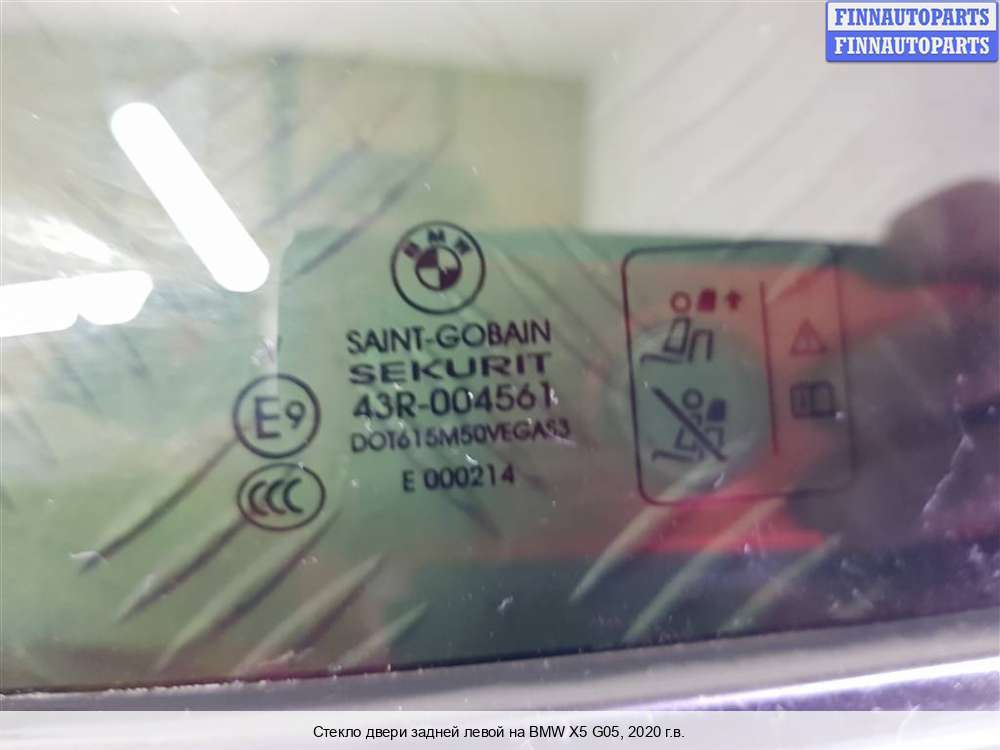 FINNAUTOPARTS
FINNAUTOPARTS
BMW
SAINT-GOBAIN
SEKURIT
E9
43R-004561
DOT615M50VEGAS3
CCC
E 000214
Стекло двери задней левой на BMW X5 G05, 2020 г.в.